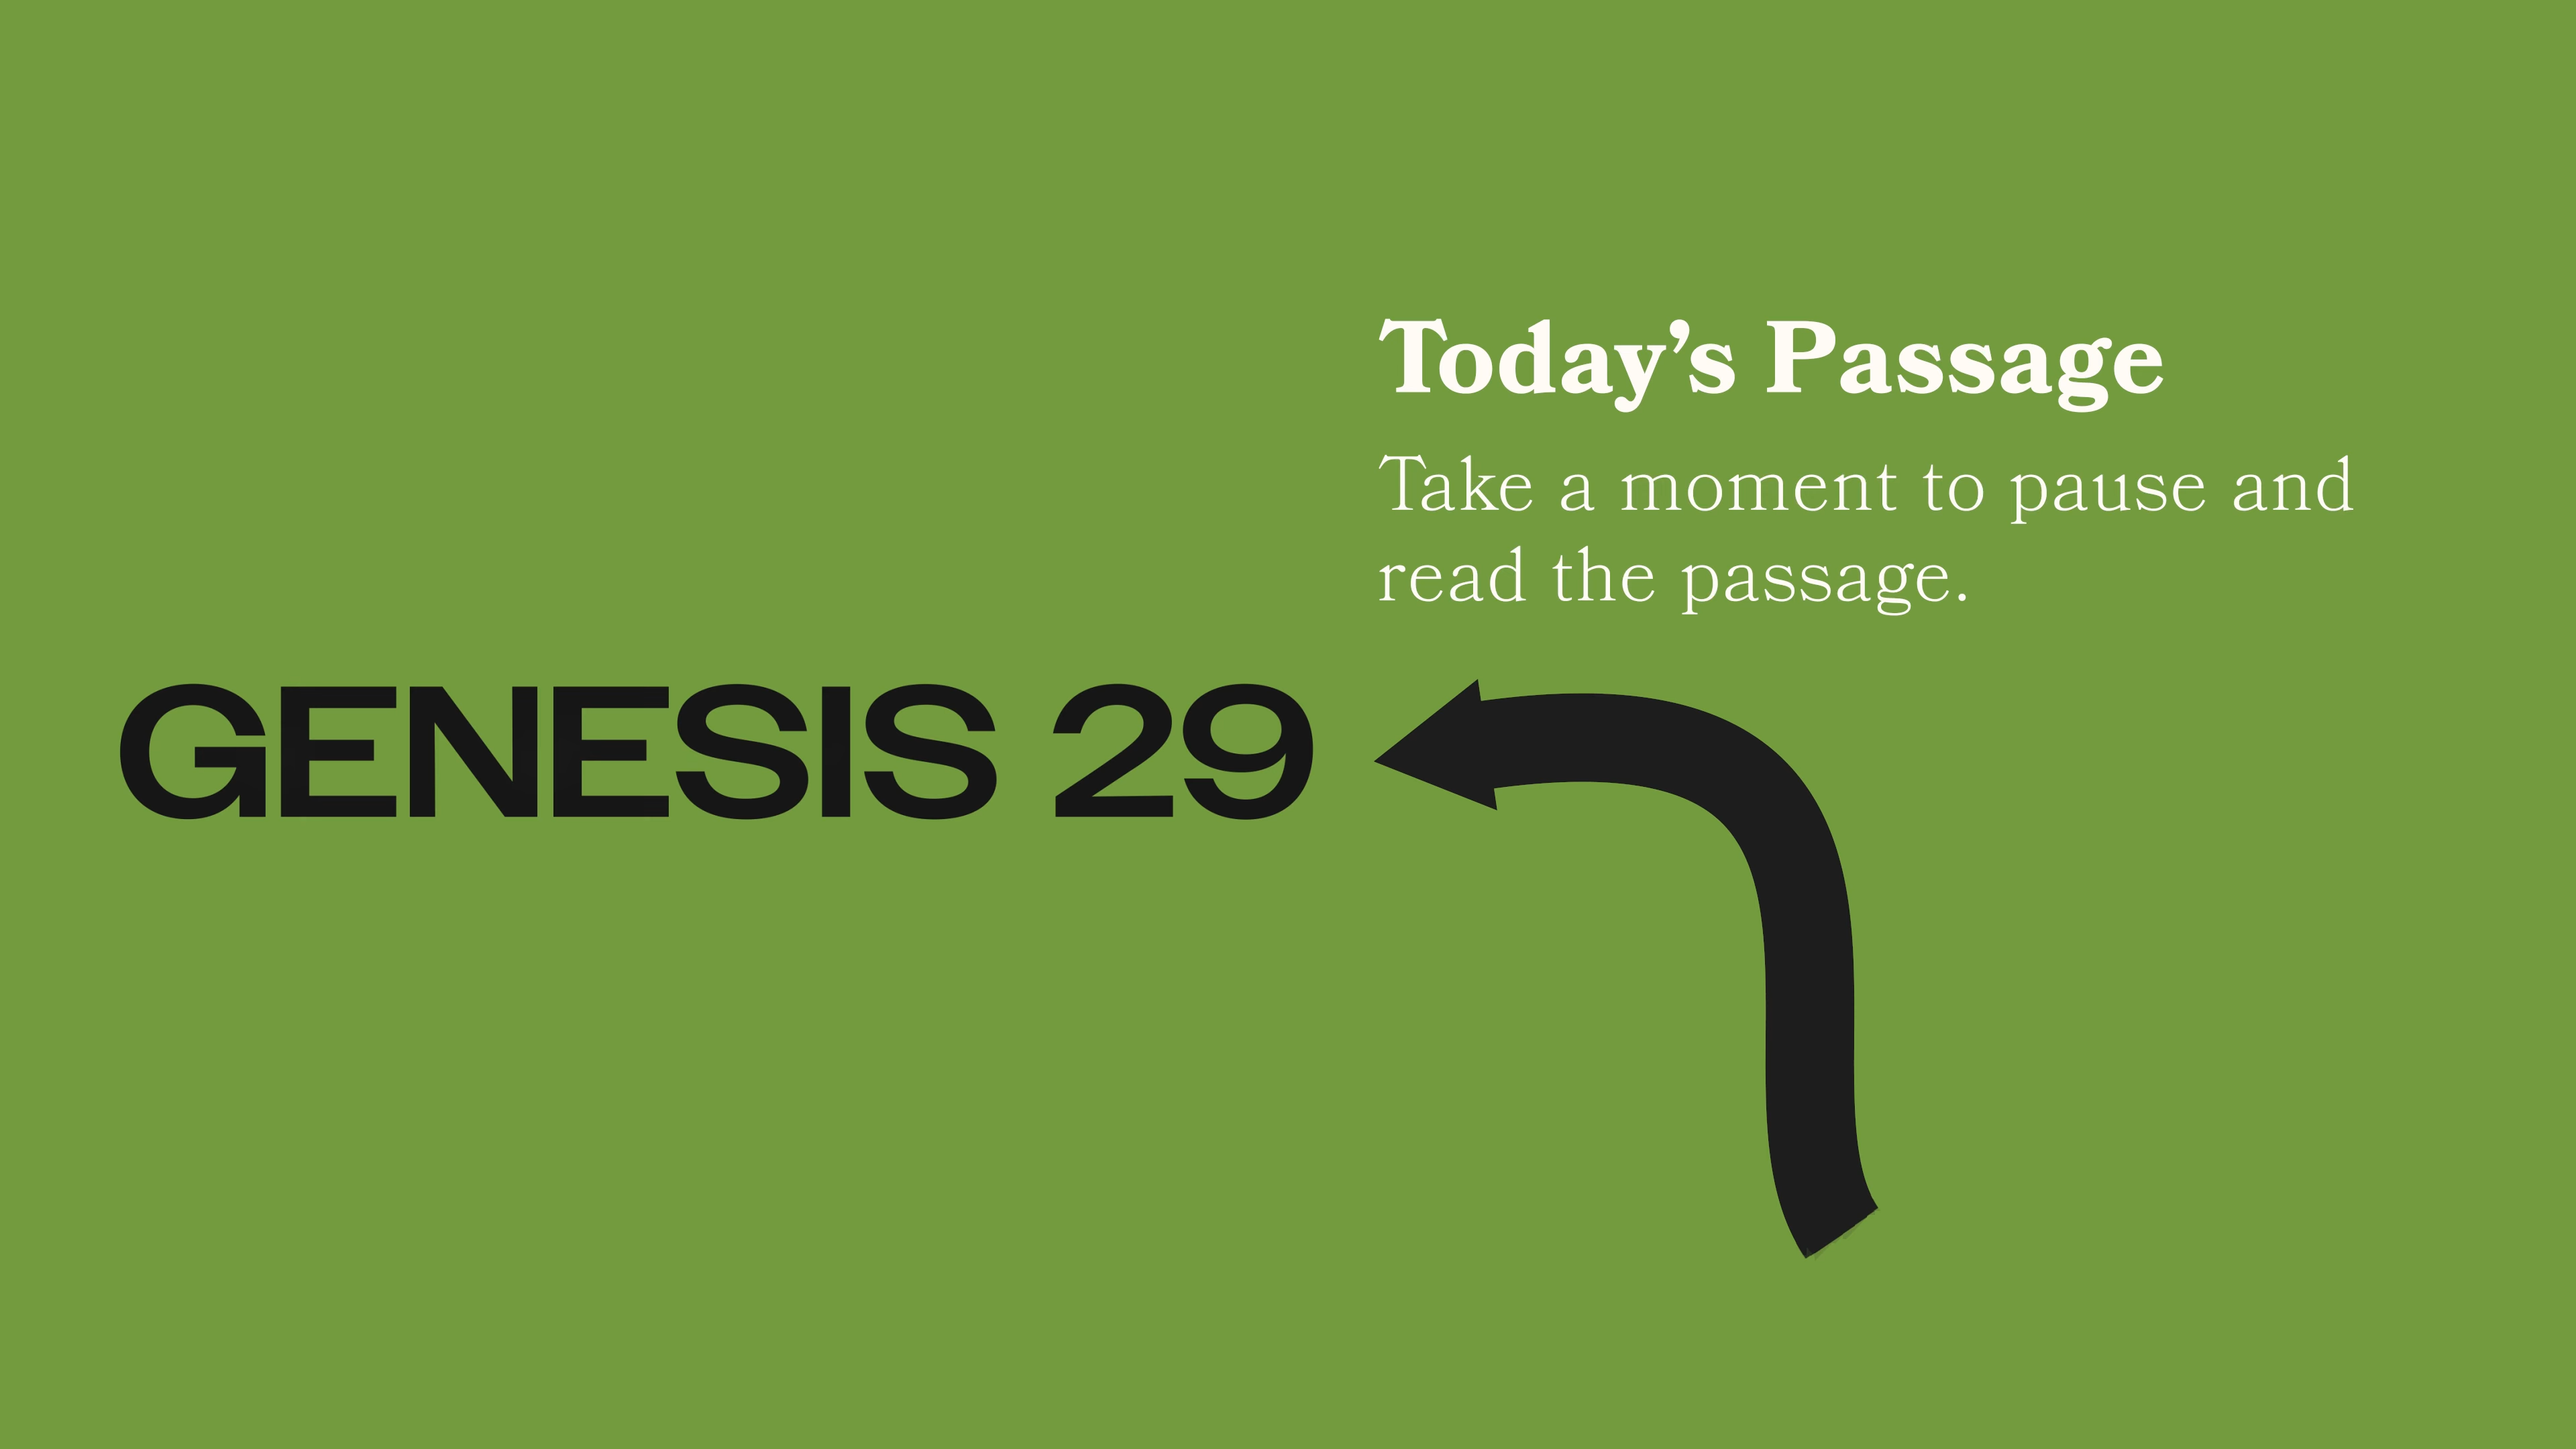 Today’s Passage
Take a moment to pause and
read the passage.
GENESIS 29